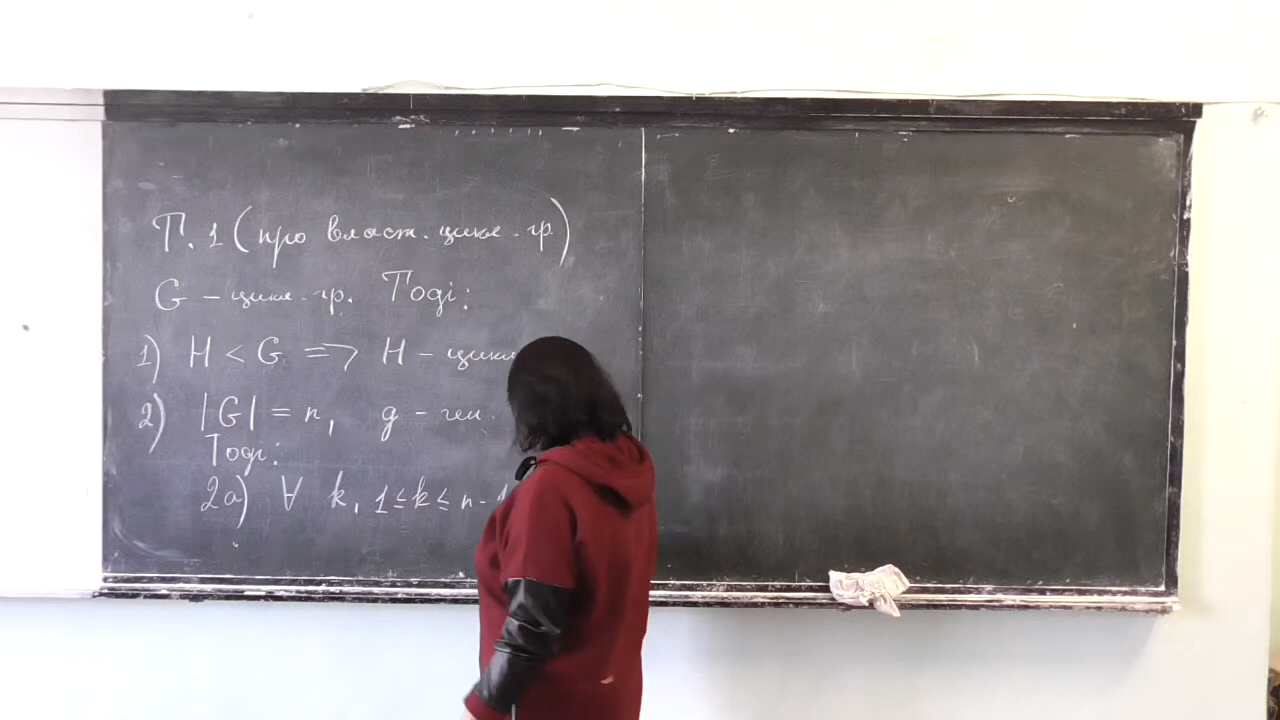 Т.1 (про власт. цикл. гр.)
G – цикл. гр. Тоді:
1) H < G => H – цикл
2) |G| = n, g – ген.
Тоді:
2a) ∀ k, 1 ≤ k ≤ n - 1